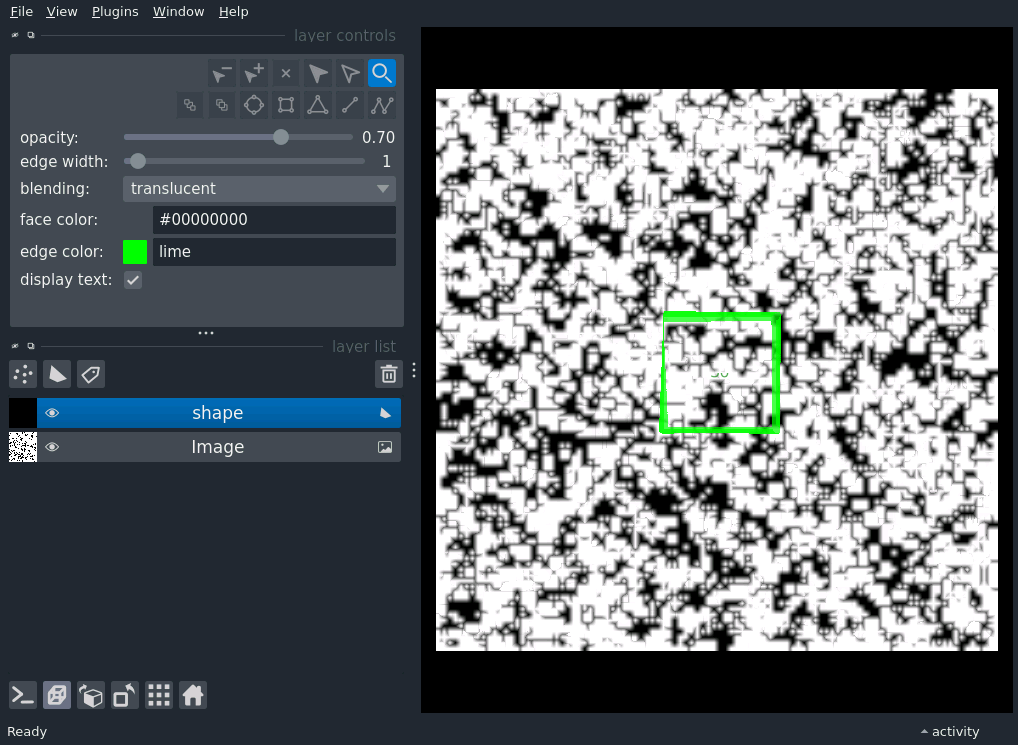 File View Plugins Window Help
layer controls
opacity: 0.70
edge width: 1
blending: translucent
face color: #00000000
edge color: lime
display text:
layer list
shape
Image
Ready
activity